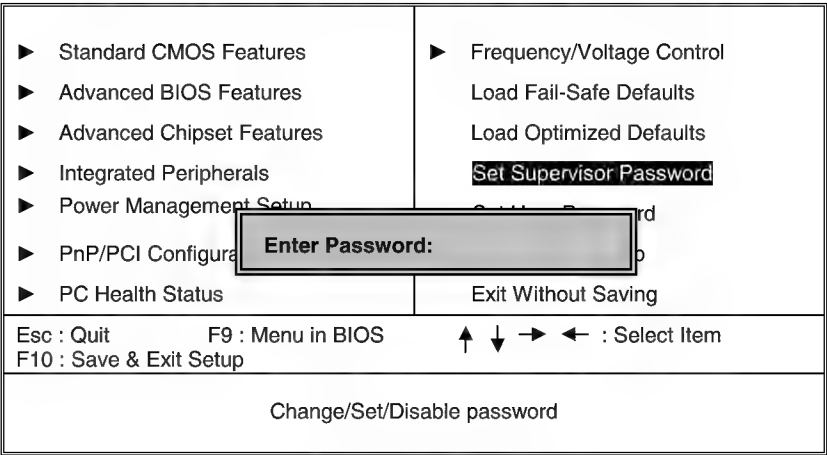 ► Standard CMOS Features
► Advanced BIOS Features
► Advanced Chipset Features
► Integrated Peripherals
► Power Management Setup
► PnP/PCI Configura
► PC Health Status
► Frequency/Voltage Control
Load Fail-Safe Defaults
Load Optimized Defaults
Set Supervisor Password
Exit Without Saving
Enter Password:
Esc : Quit F9 : Menu in BIOS ↑ ↓ → ← : Select Item
F10 : Save & Exit Setup
Change/Set/Disable password